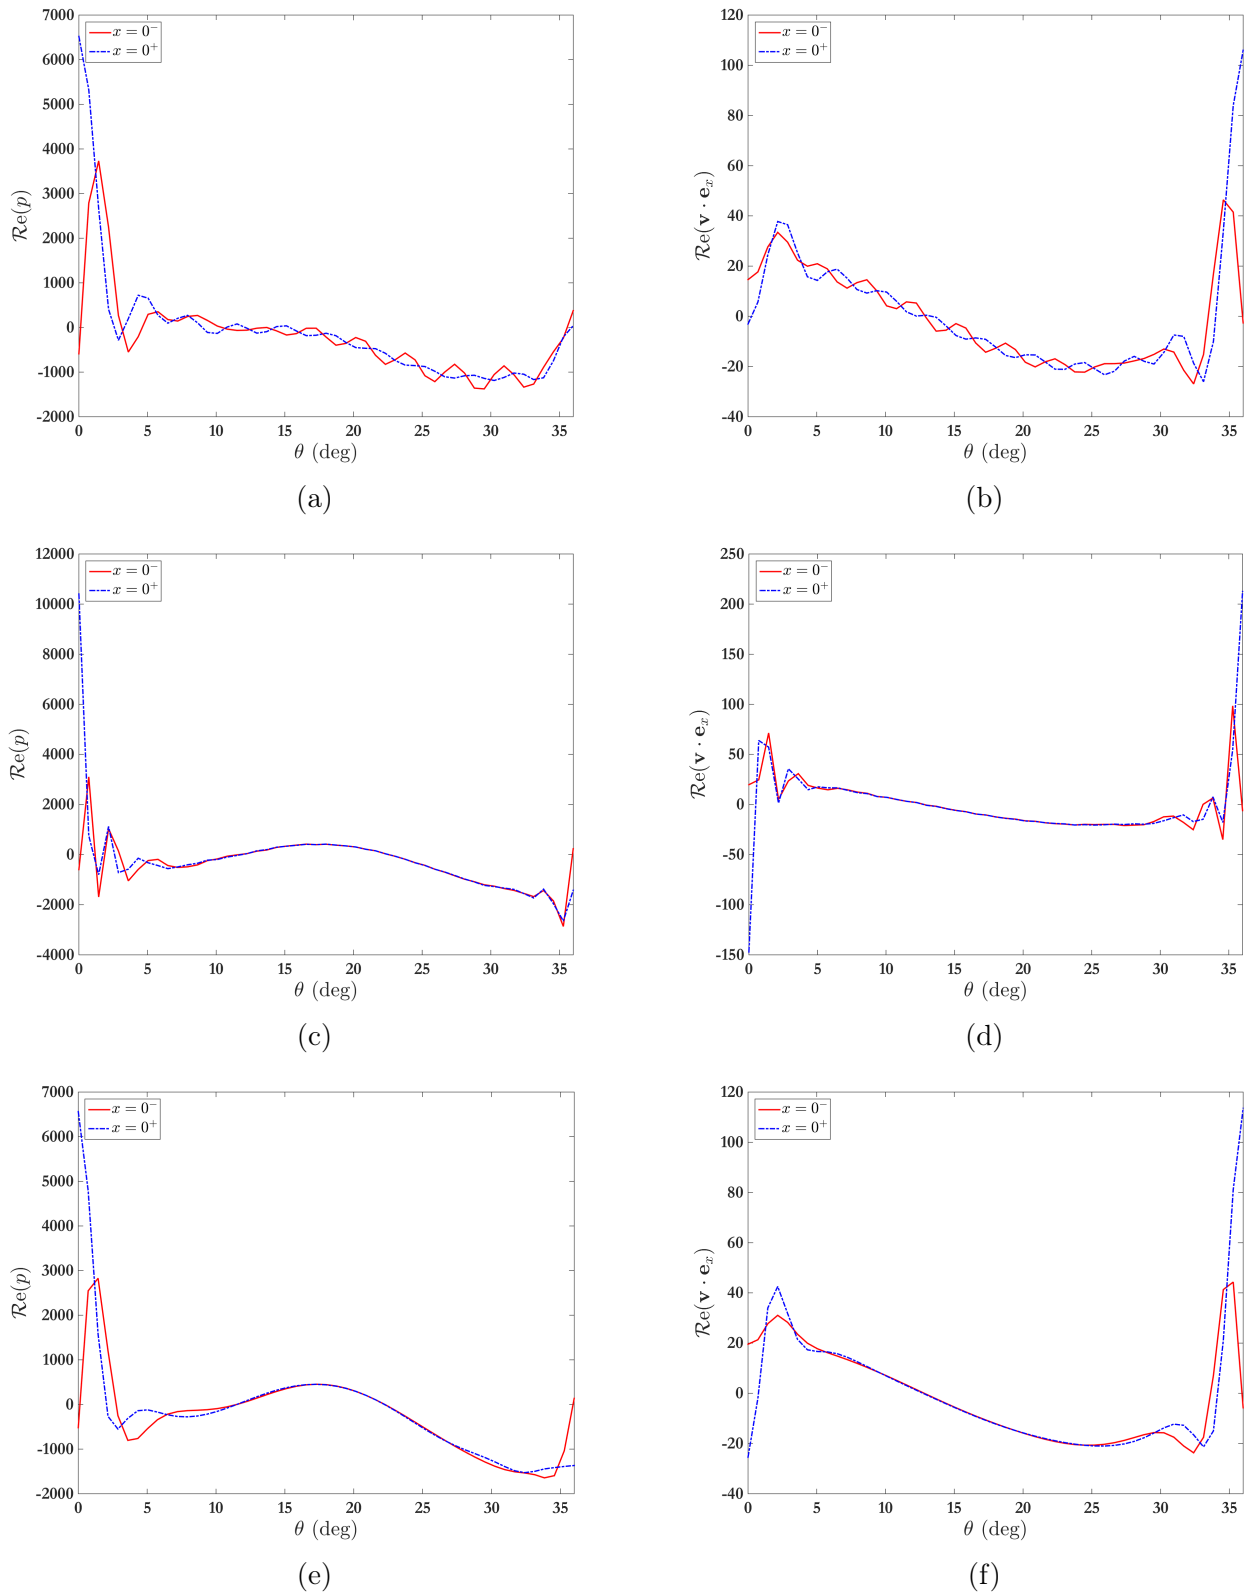 7000
6000
5000
4000
3000
2000
1000
0
-1000
-2000
0 5 10 15 20 25 30 35
θ (deg)
Re(p)
x = 0⁻
x = 0⁺
(a)
120
100
80
60
40
20
0
-20
-40
0 5 10 15 20 25 30 35
θ (deg)
Re(v · eₓ)
x = 0⁻
x = 0⁺
(b)
12000
10000
8000
6000
4000
2000
0
-2000
-4000
0 5 10 15 20 25 30 35
θ (deg)
Re(p)
x = 0⁻
x = 0⁺
(c)
250
200
150
100
50
0
-50
-100
-150
0 5 10 15 20 25 30 35
θ (deg)
Re(v · eₓ)
x = 0⁻
x = 0⁺
(d)
7000
6000
5000
4000
3000
2000
1000
0
-1000
-2000
0 5 10 15 20 25 30 35
θ (deg)
Re(p)
x = 0⁻
x = 0⁺
(e)
120
100
80
60
40
20
0
-20
-40
0 5 10 15 20 25 30 35
θ (deg)
Re(v · eₓ)
x = 0⁻
x = 0⁺
(f)